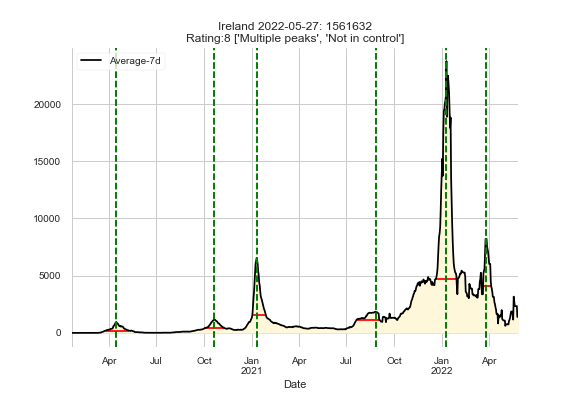 Ireland 2022-05-27: 1561632
Rating:8 ['Multiple peaks', 'Not in control']
Average-7d
20000
15000
10000
5000
0
Apr Jul Oct Jan Apr Jul Oct Jan Apr
2021 2022
Date